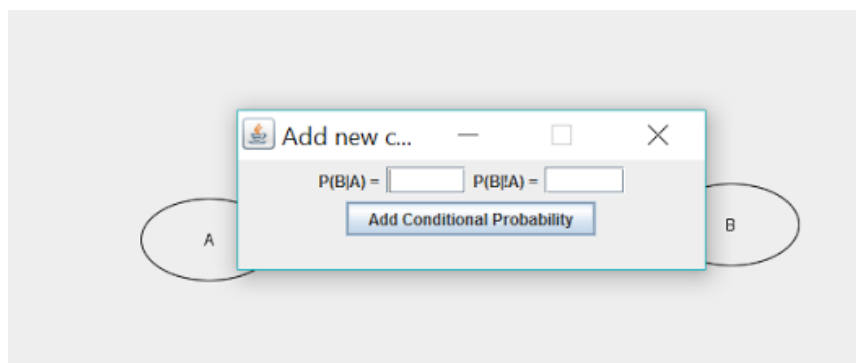 Add new c...
P(B|A) = P(B|!A) =
Add Conditional Probability
A
B